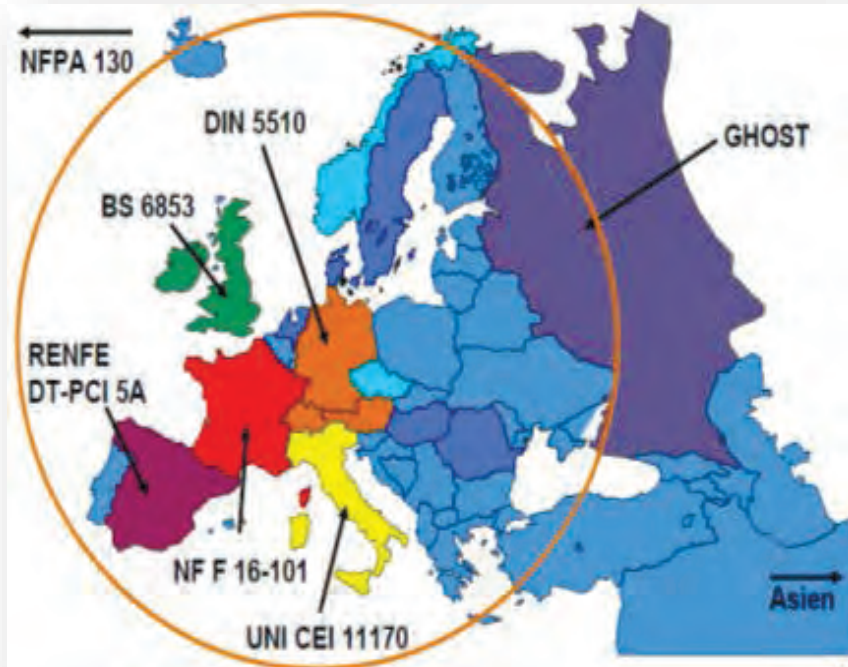 NFPA 130
DIN 5510
GHOST
BS 6853
RENFE
DT-PCI 5A
NF F 16-101
UNI CEI 11170
Asien